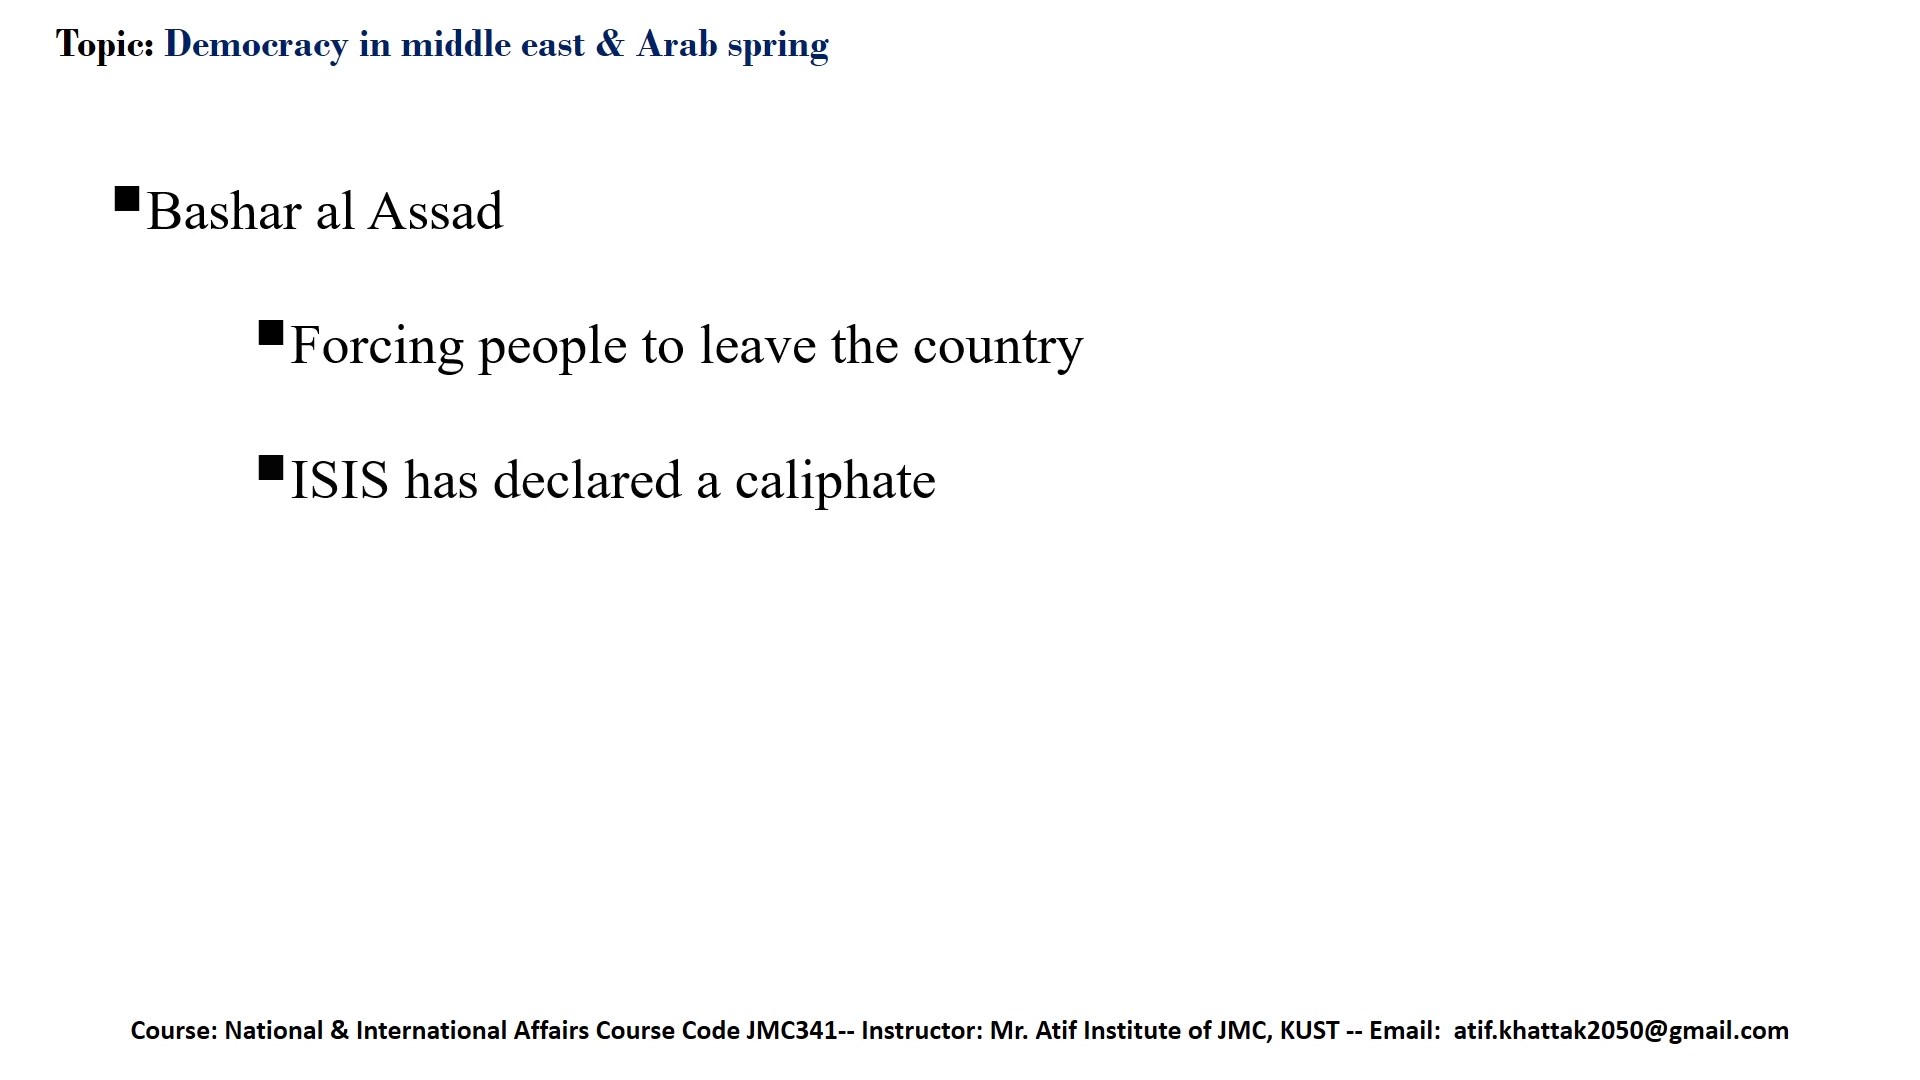 Topic: Democracy in middle east & Arab spring
Bashar al Assad
Forcing people to leave the country
ISIS has declared a caliphate
Course: National & International Affairs Course Code JMC341-- Instructor: Mr. Atif Institute of JMC, KUST -- Email: atif.khattak2050@gmail.com